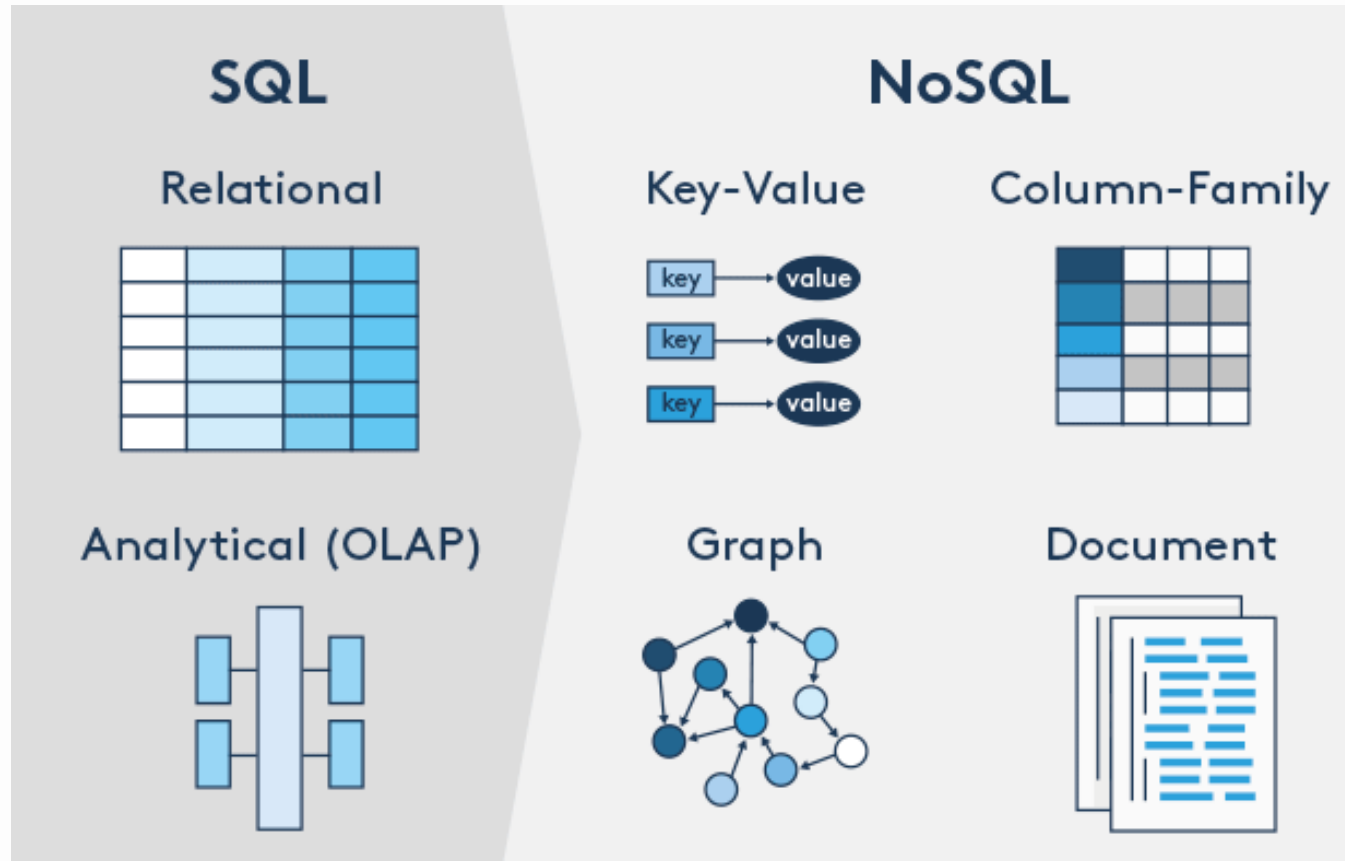 SQL
NoSQL
Relational
Key-Value
Column-Family
key
value
key
value
key
value
Analytical (OLAP)
Graph
Document